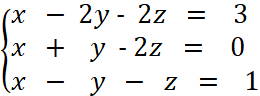 x − 2y - 2z = 3
x + y - 2z = 0
x − y − z = 1